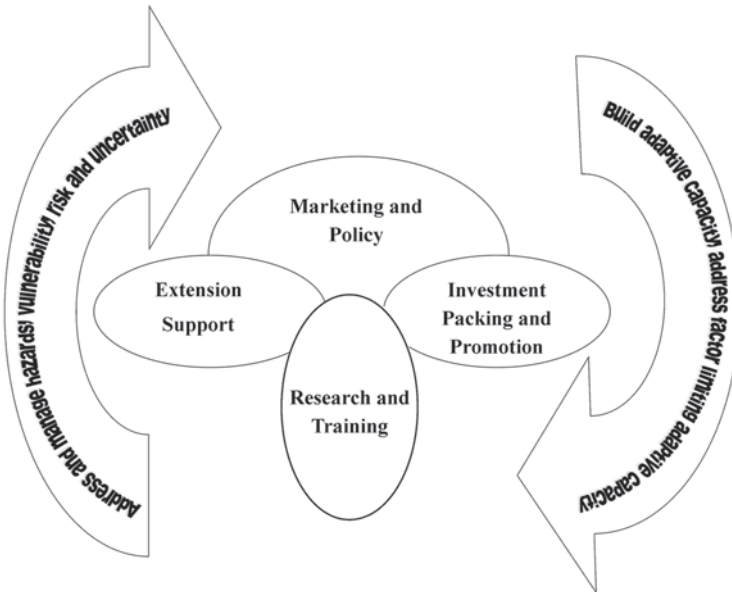 Address and manage hazards! vulnerability! risk and uncertainty
Build adaptive capacity! address factor limiting adaptive capacity
Marketing and
Policy
Extension
Support
Investment
Packing and
Promotion
Research and
Training